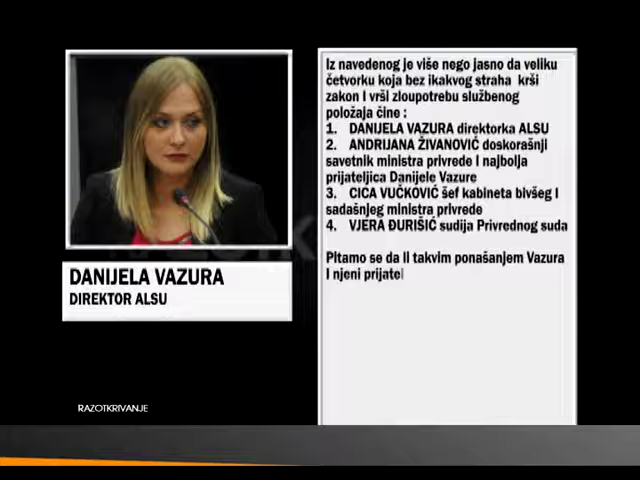 Iz navedenog je više nego jasno da veliku
četvorku koja bez ikakvog straha krši
zakon I vrši zloupotrebu službenog
položaja čine :
1. DANIJELA VAZURA direktorka ALSU
2. ANDRIJANA ŽIVANOVIĆ doskorašnji
savetnik ministra privrede I najbolja
prijateljica Danijele Vazure
3. CICA VUČKOVIĆ šef kabineta bivšeg I
sadašnjeg ministra privrede
4. VJERA ĐURIŠIĆ sudija Privrednog suda
PItamo se da lI takvim ponašanjem Vazura
I njeni prijatel
DANIJELA VAZURA
DIREKTOR ALSU
RAZOTKRIVANJE